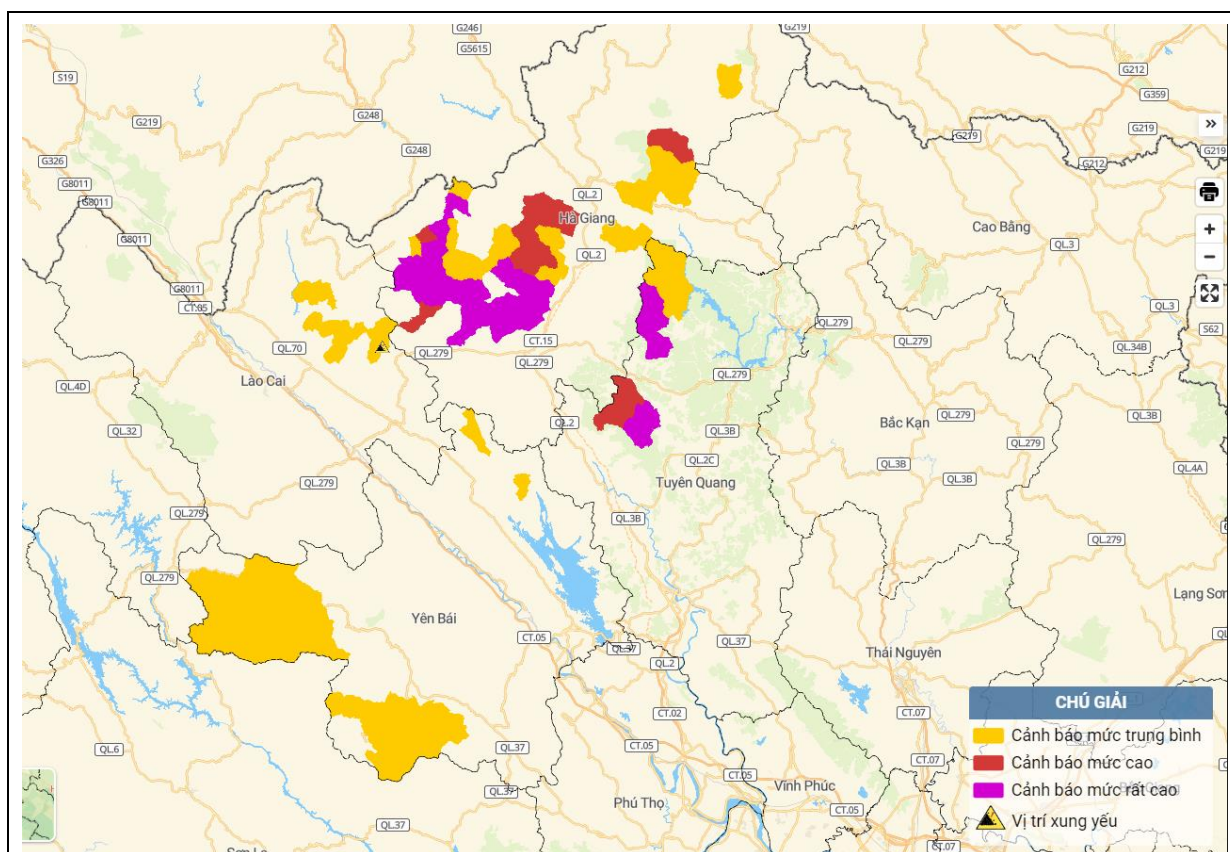 G246
G5615
G219
G212
G359
S19
G248
G219
G219
G219
G212
G219
G326
G248
G8011
G8011
QL.2
Hà Giang
Cao Bằng
G8011
QL.3
QL.2
G8011
CT.05
QL.3
S62
QL.70
QL.279
CT.15
QL.279
QL.279
QL.34B
QL.279
Lào Cai
QL.4D
QL.279
QL.3B
QL.2
Bắc Kạn
QL.32
QL.3B
QL.279
QL.2C
QL.3B
QL.3B
QL.4A
Tuyên Quang
QL.279
QL.279
QL.3B
QL.279
QL.279
Lạng Sơn
Yên Bái
CT.05
QL.37
QL.37
QL.2
Thái Nguyên
CHÚ GIẢI
CT.02
CT.07
Cảnh báo mức trung bình
QL.6
QL.37
CT.05
CT.07
Cảnh báo mức cao
CT.05
Vĩnh Phúc
Cảnh báo mức rất cao
QL.37
Phú Thọ
CT.05
Vị trí xung yếu
QL.37
CT.07